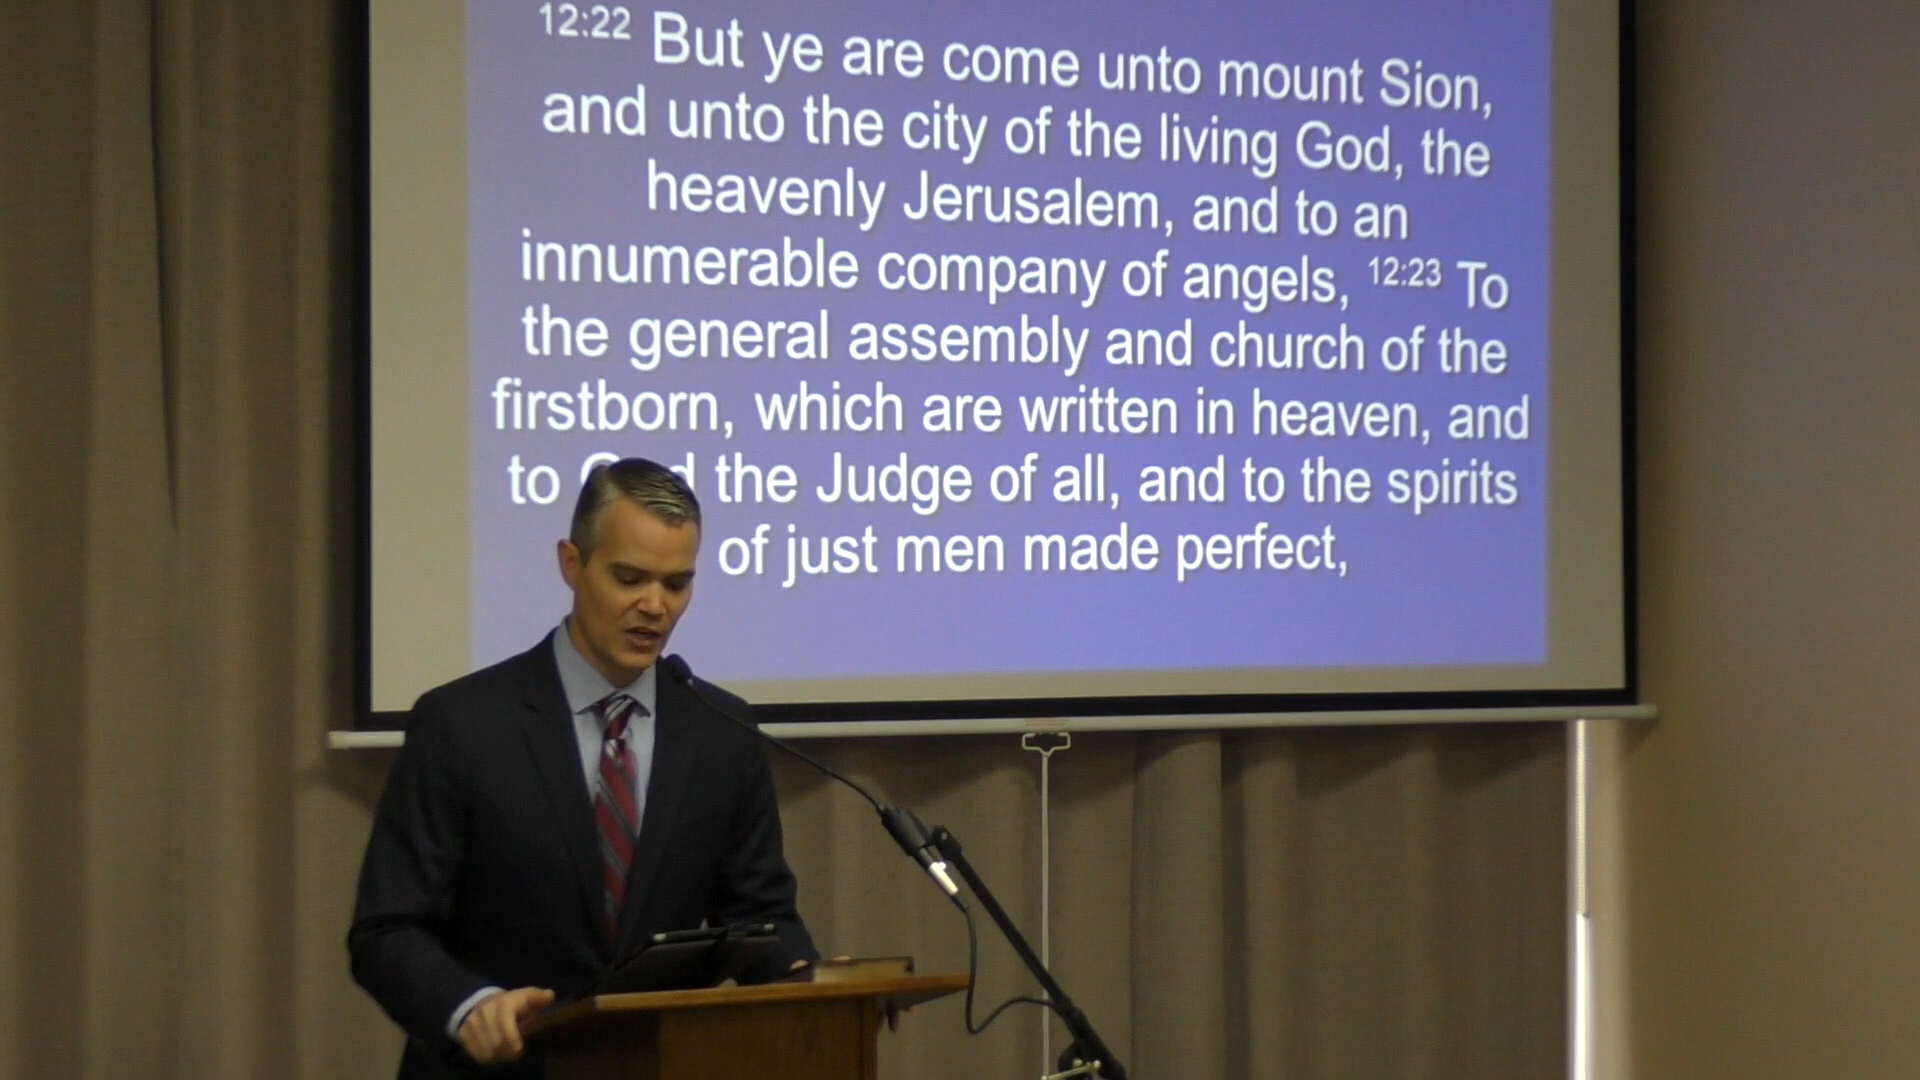 12:22 But ye are come unto mount Sion,
and unto the city of the living God, the
heavenly Jerusalem, and to an
innumerable company of angels, 12:23 To
the general assembly and church of the
firstborn, which are written in heaven, and
to God the Judge of all, and to the spirits
of just men made perfect,